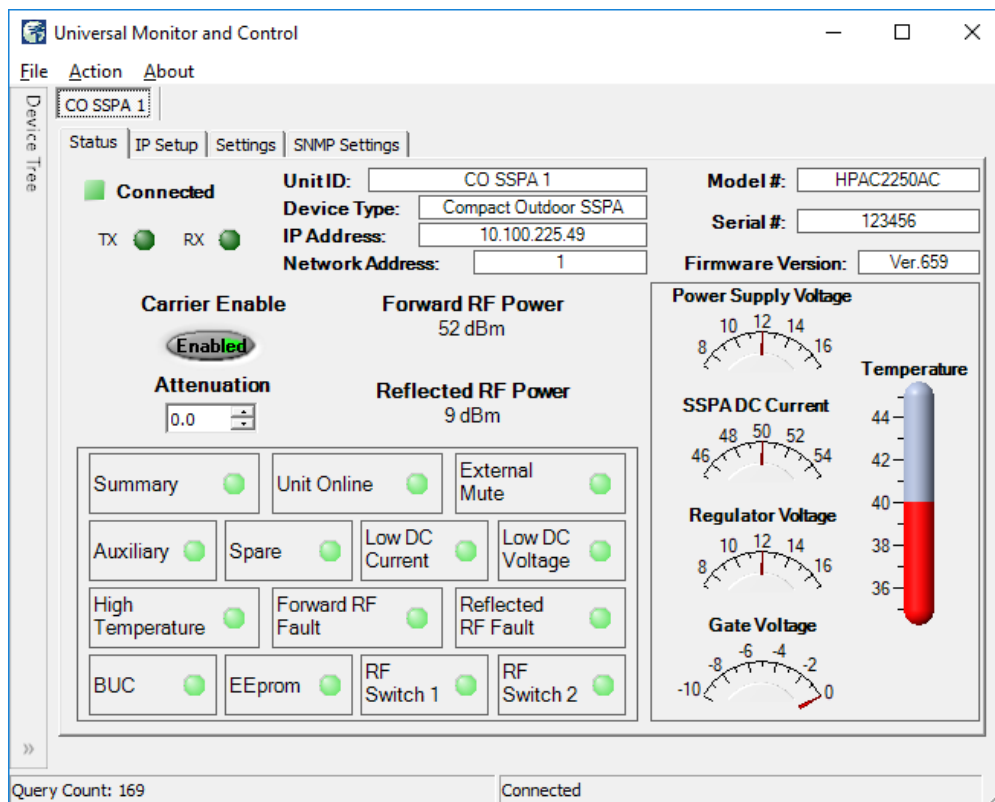 Universal Monitor and Control
File Action About
Device Tree
CO SSPA 1
Status IP Setup Settings SNMP Settings
Connected
TX RX
Unit ID: CO SSPA 1
Device Type: Compact Outdoor SSPA
IP Address: 10.100.225.49
Network Address: 1
Model #: HPAC2250AC
Serial #: 123456
Firmware Version: Ver.659
Carrier Enable
Enabled
Attenuation
0.0
Forward RF Power
52 dBm
Reflected RF Power
9 dBm
Summary
Unit Online
External
Mute
Auxiliary
Spare
Low DC
Current
Low DC
Voltage
High
Temperature
Forward RF
Fault
Reflected
RF Fault
BUC
EEprom
RF
Switch 1
RF
Switch 2
Power Supply Voltage
8 10 12 14 16
SSPA DC Current
46 48 50 52 54
Regulator Voltage
8 10 12 14 16
Gate Voltage
-10 -8 -6 -4 -2 0
Temperature
44
42
40
38
36
»
Query Count: 169
Connected